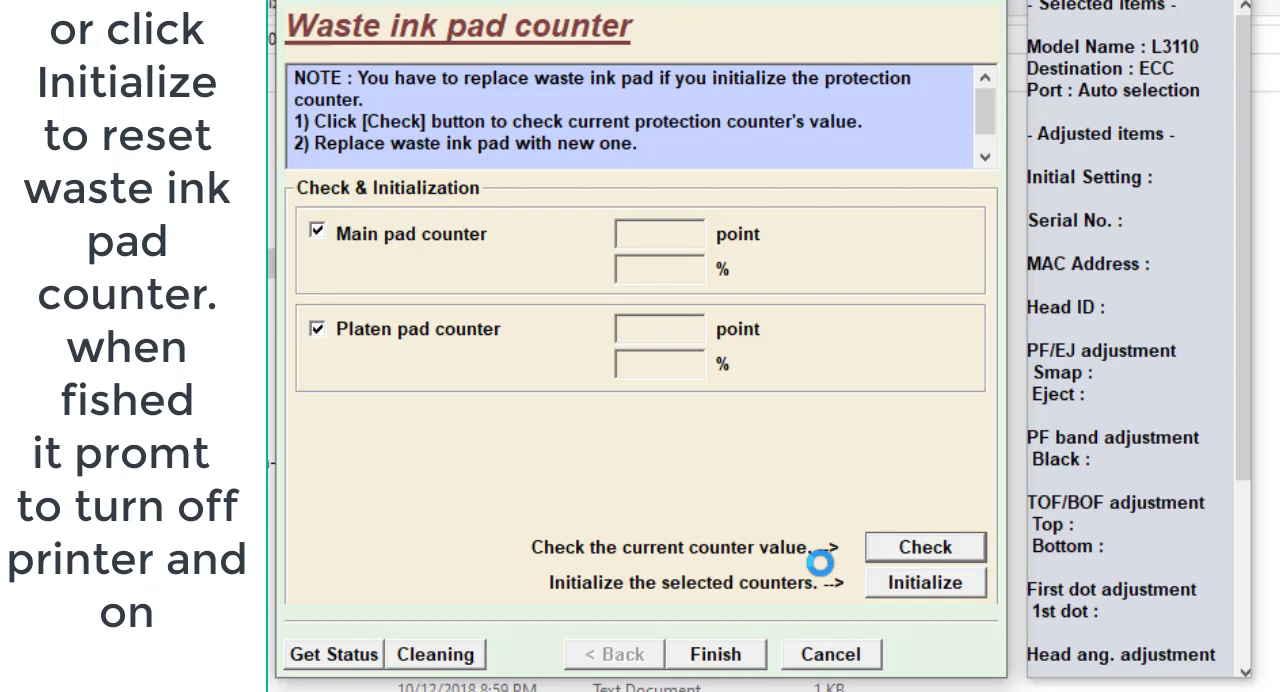 or click
Initialize
to reset
waste ink
pad
counter.
when
fished
it promt
to turn off
printer and
on
Waste ink pad counter
NOTE : You have to replace waste ink pad if you initialize the protection
counter.
1) Click [Check] button to check current protection counter's value.
2) Replace waste ink pad with new one.
Check & Initialization
Main pad counter
point
%
Platen pad counter
point
%
Check the current counter value. -->
Check
Initialize the selected counters. -->
Initialize
Get Status
Cleaning
< Back
Finish
Cancel
- Selected items -
Model Name : L3110
Destination : ECC
Port : Auto selection
- Adjusted items -
Initial Setting :
Serial No. :
MAC Address :
Head ID :
PF/EJ adjustment
Smap :
Eject :
PF band adjustment
Black :
TOF/BOF adjustment
Top :
Bottom :
First dot adjustment
1st dot :
Head ang. adjustment
10/12/2018 8:59 PM
Text Document
1 KB